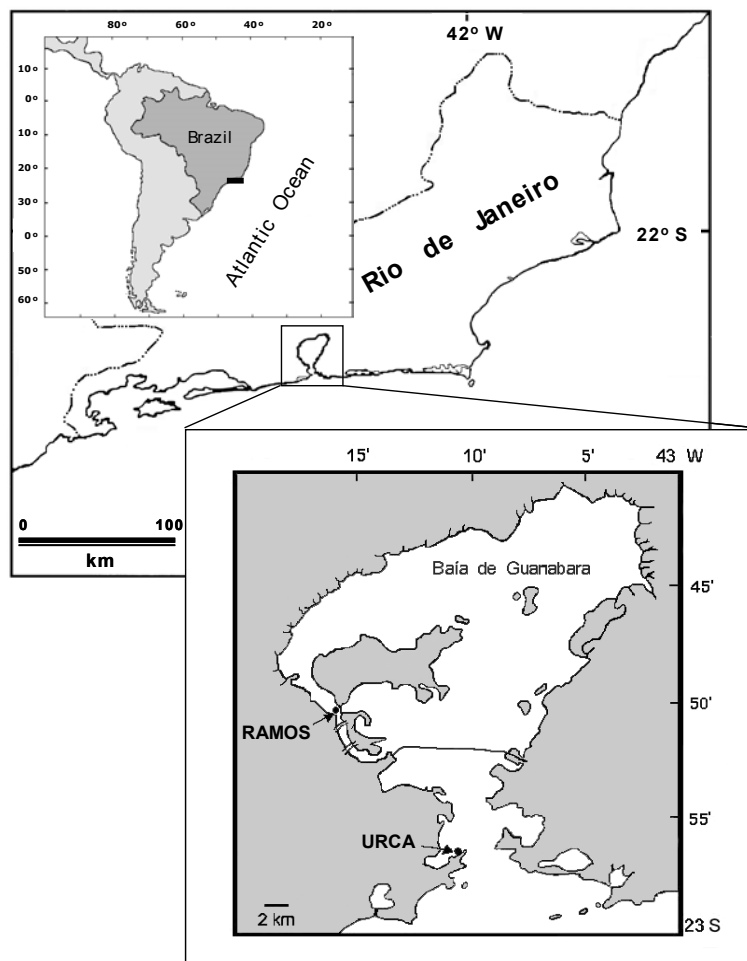 80° 60° 40° 20°
42° W
10°
0°
10°
20°
30°
0°
50°
60°
Brazil
Atlantic Ocean
Rio de Janeiro
22° S
0 100
km
15' 10' 5' 43 W
Baía de Guanabara
45'
50'
RAMOS
55'
URCA
2 km
23 S